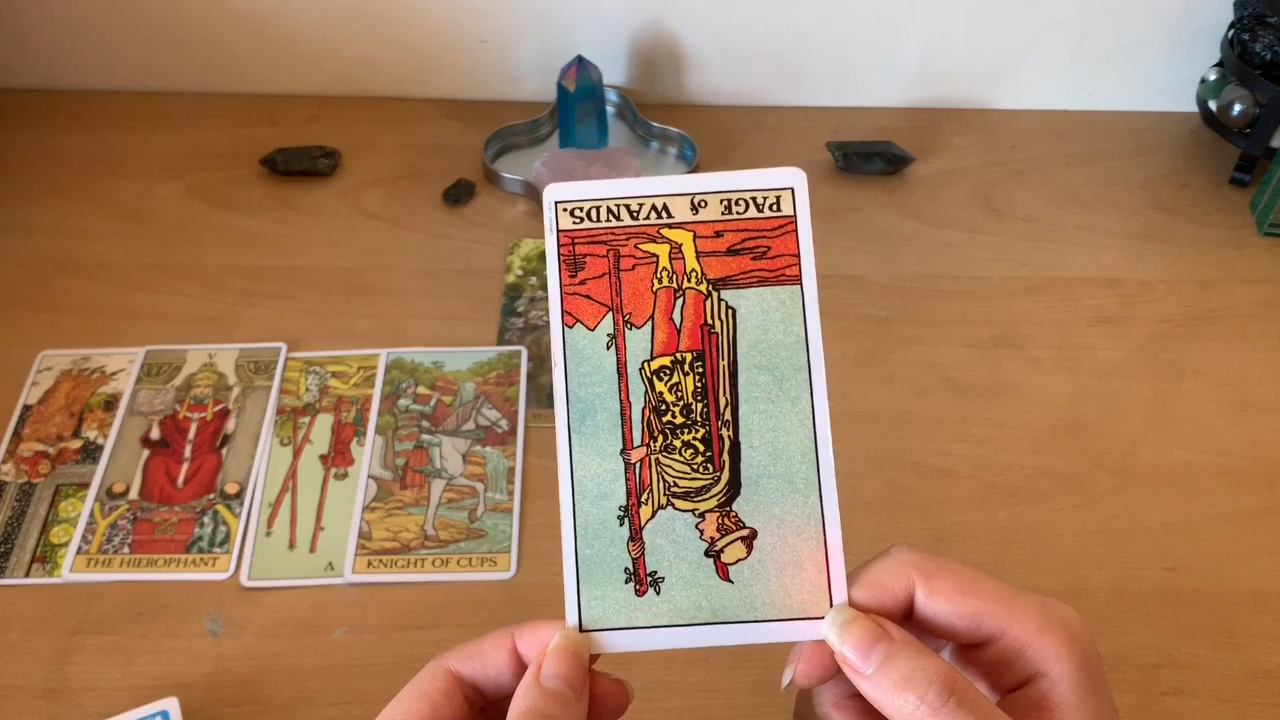 PAGE of WANDS.
V
THE HIEROPHANT
V
KNIGHT OF CUPS